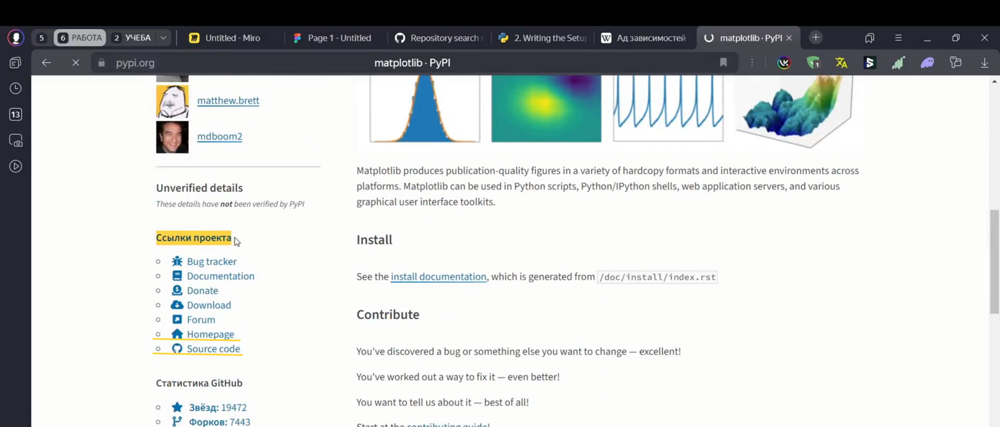 5
6 РАБОТА
2 УЧЕБА
Untitled - Miro
Page 1 - Untitled
Repository search
2. Writing the Setu
Ад зависимостей
matplotlib · PyPI
pypi.org
matplotlib · PyPI
1
13
matthew.brett
mdboom2
Unverified details
These details have not been verified by PyPI
Ссылки проекта
Bug tracker
Documentation
Donate
Download
Forum
Homepage
Source code
Статистика GitHub
Звёзд: 19472
Форков: 7443
Matplotlib produces publication-quality figures in a variety of hardcopy formats and interactive environments across
platforms. Matplotlib can be used in Python scripts, Python/IPython shells, web application servers, and various
graphical user interface toolkits.
Install
See the install documentation, which is generated from /doc/install/index.rst
Contribute
You've discovered a bug or something else you want to change — excellent!
You've worked out a way to fix it — even better!
You want to tell us about it — best of all!
Start at the contributing guide!